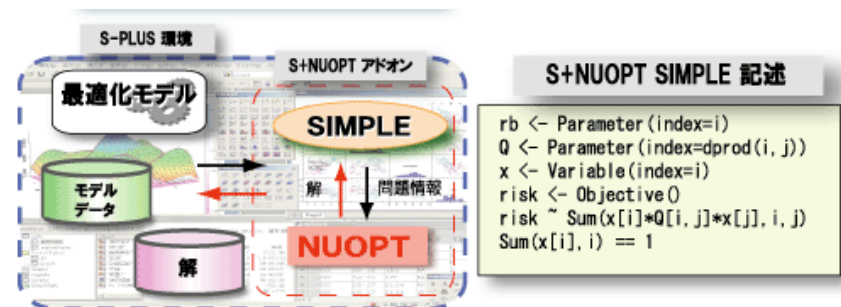 S-PLUS 環境
S+NUOPT アドオン
最適化モデル
SIMPLE
モデル
データ
解
問題情報
NUOPT
解
S+NUOPT SIMPLE 記述
rb <- Parameter(index=i)
Q <- Parameter(index=dprod(i,j))
x <- Variable(index=i)
risk <- Objective()
risk ~ Sum(x[i]*Q[i,j]*x[j],i,j)
Sum(x[i],i) == 1